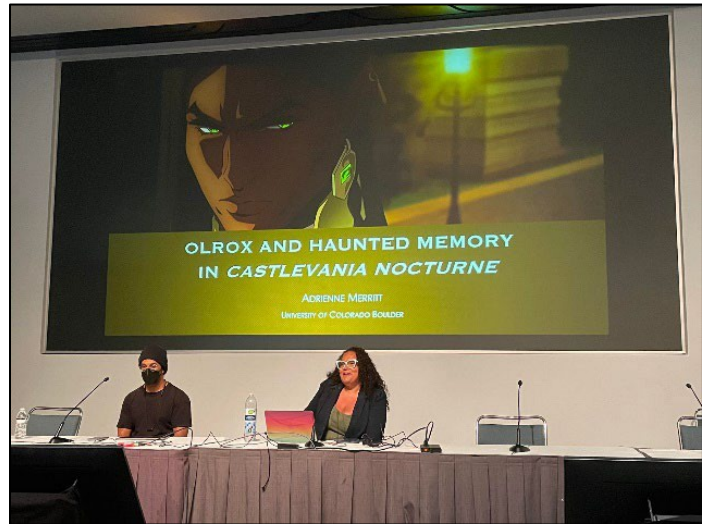 OLROX AND HAUNTED MEMORY
IN CASTLEVANIA NOCTURNE
ADRIENNE MERRITT
UNIVERSITY OF COLORADO BOULDER